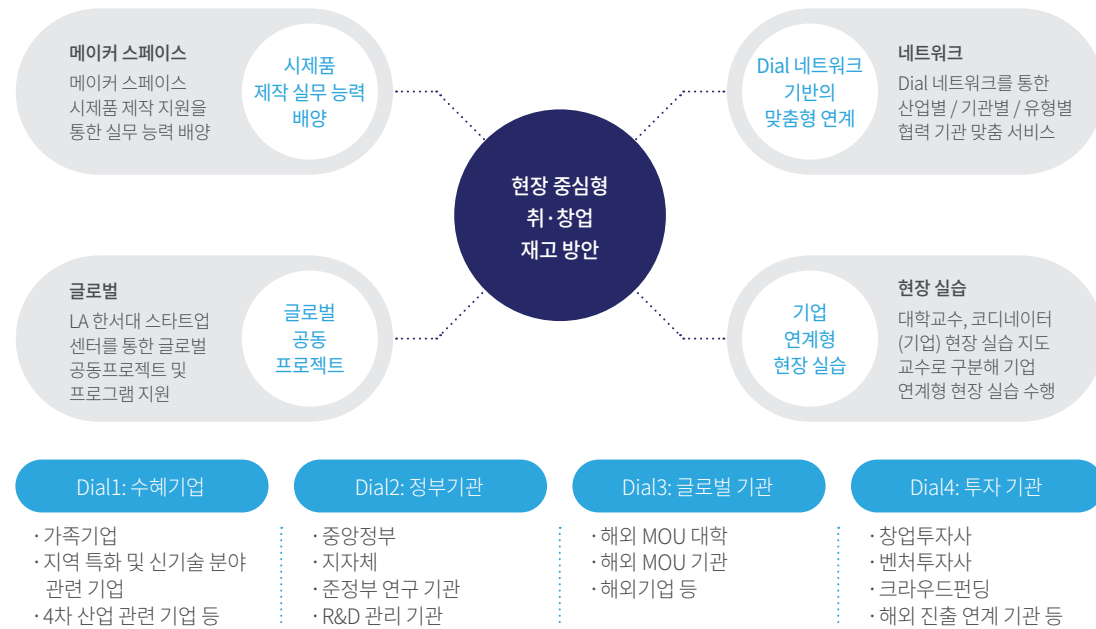 메이커 스페이스
메이커 스페이스
시제품 제작 지원을
통한 실무 능력 배양
시제품
제작 실무 능력
배양
Dial 네트워크
기반의
맞춤형 연계
네트워크
Dial 네트워크를 통한
산업별 / 기관별 / 유형별
협력 기관 맞춤 서비스
현장 중심형
취·창업
재고 방안
글로벌
LA 한서대 스타트업
센터를 통한 글로벌
공동프로젝트 및
프로그램 지원
글로벌
공동
프로젝트
기업
연계형
현장 실습
현장 실습
대학교수, 코디네이터
(기업) 현장 실습 지도
교수로 구분해 기업
연계형 현장 실습 수행
Dial1: 수혜기업
· 가족기업
· 지역 특화 및 신기술 분야
관련 기업
· 4차 산업 관련 기업 등
Dial2: 정부기관
· 중앙정부
· 지자체
· 준정부 연구 기관
· R&D 관리 기관
Dial3: 글로벌 기관
· 해외 MOU 대학
· 해외 MOU 기관
· 해외기업 등
Dial4: 투자 기관
· 창업투자사
· 벤처투자사
· 크라우드펀딩
· 해외 진출 연계 기관 등